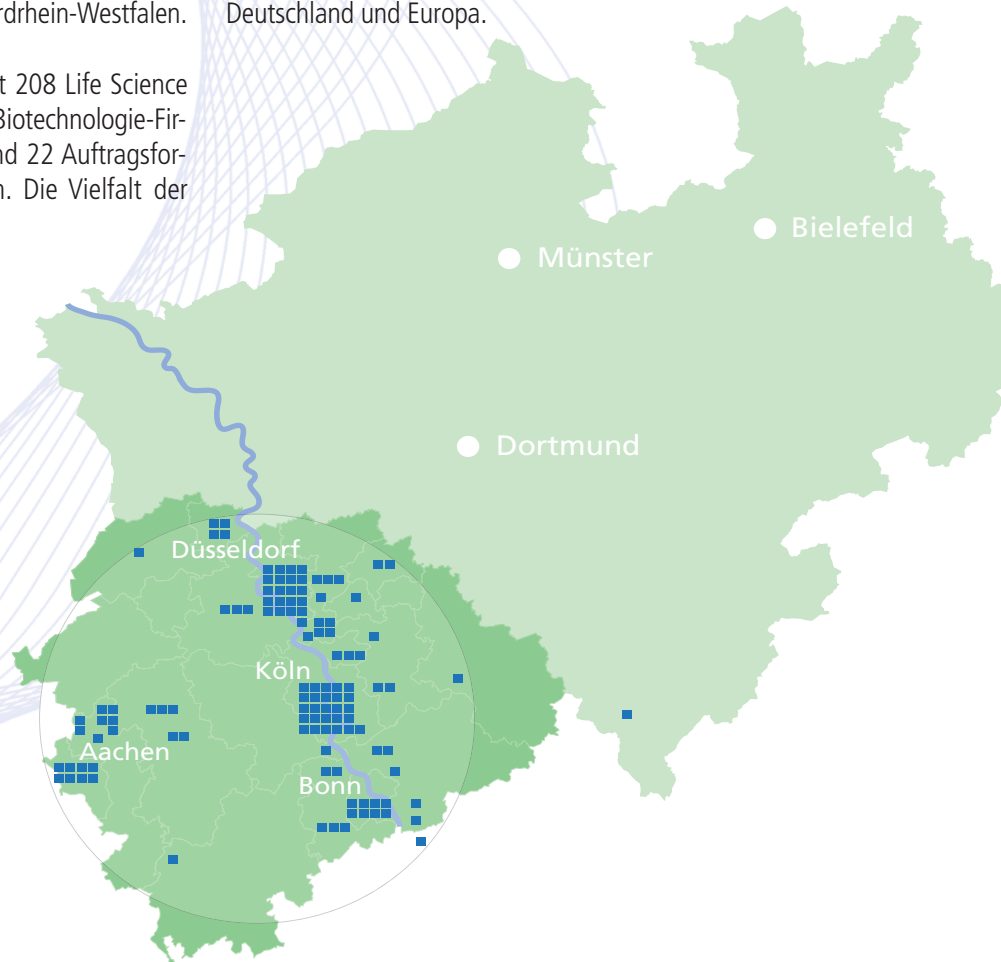 rdrhein-Westfalen.
t 208 Life Science
Biotechnologie-Fir-
nd 22 Auftragsfor-
n. Die Vielfalt der
Deutschland und Europa.
Bielefeld
Münster
Dortmund
Düsseldorf
Köln
Aachen
Bonn